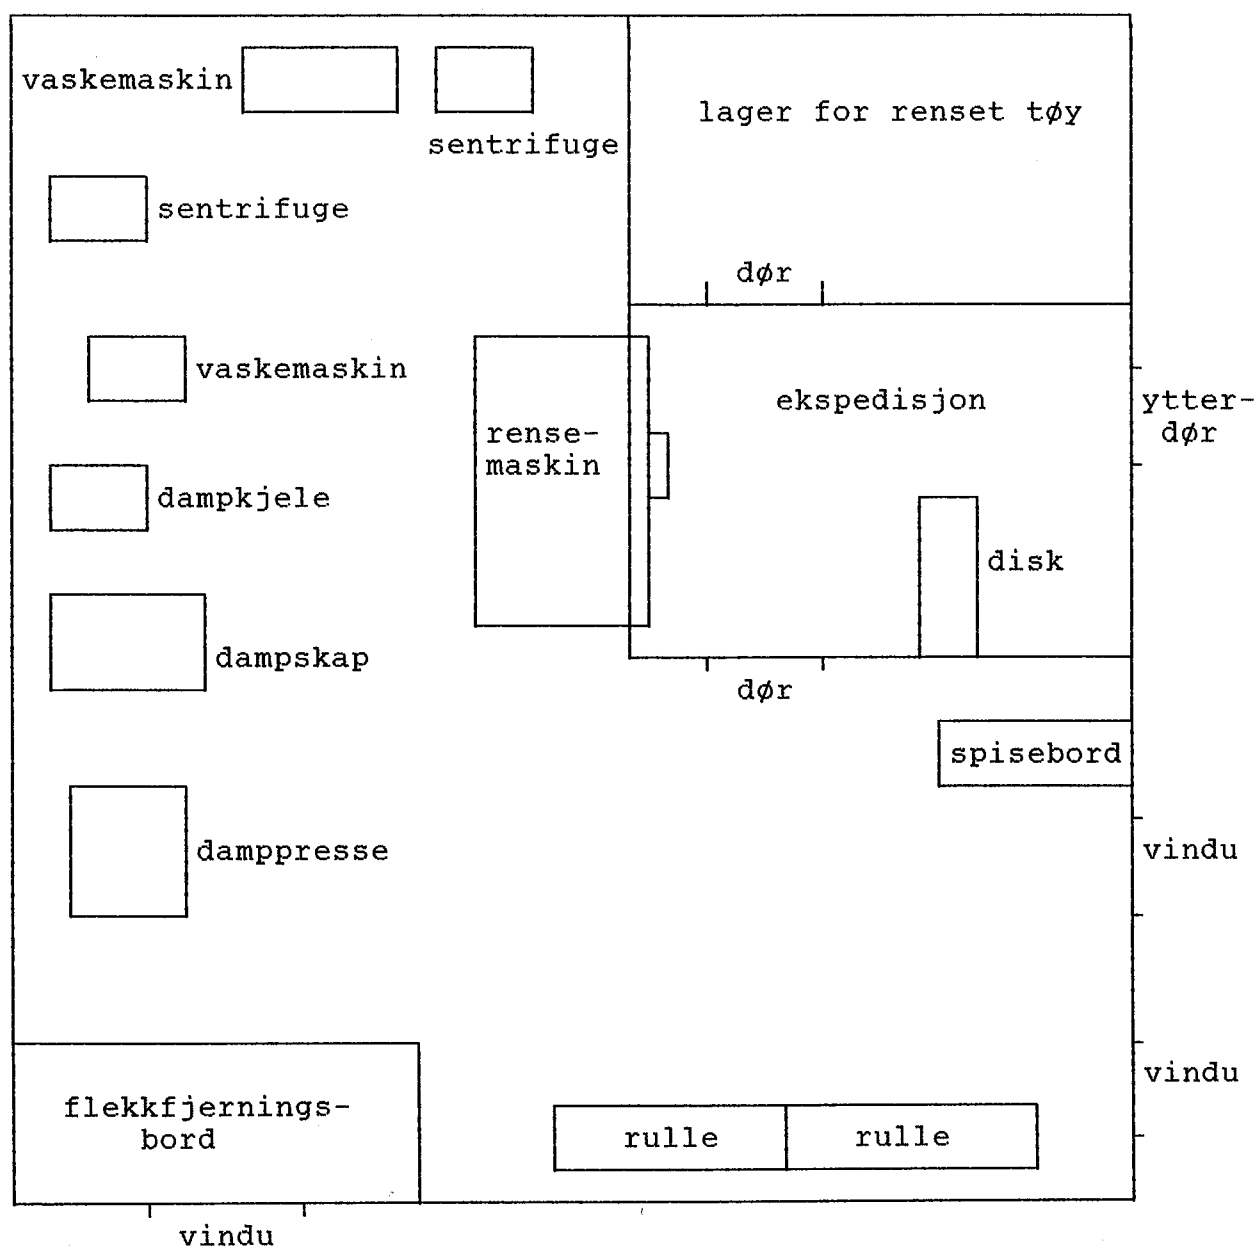 vaskemaskin
sentrifuge
lager for renset tøy
sentrifuge
dør
vaskemaskin
ekspedisjon
ytter-
dør
rense-
maskin
dampkjele
disk
dampskap
dør
spisebord
damppresse
vindu
vindu
flekkfjernings-
bord
rulle
rulle
vindu